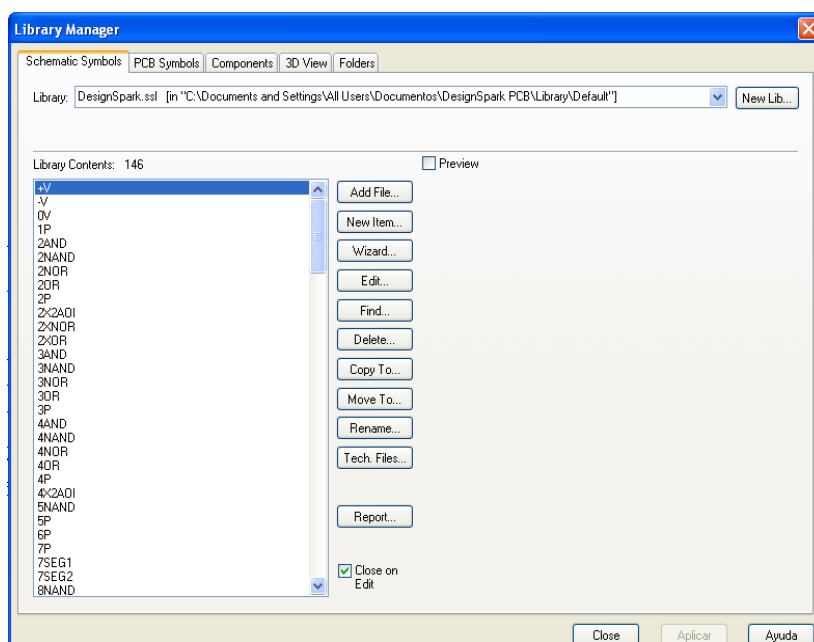 Library Manager
Schematic Symbols PCB Symbols Components 3D View Folders
Library: DesignSpark.ssl [in "C:\Documents and Settings\All Users\Documentos\DesignSpark PCB\Library\Default"] New Lib...
Library Contents: 146 Preview
+V
-V
0V
1P
2AND
2NAND
2NOR
2OR
2P
2X2AOI
2XNOR
2XOR
3AND
3NAND
3NOR
3OR
3P
4AND
4NAND
4NOR
4OR
4P
4X2AOI
5NAND
5P
6P
7P
7SEG1
7SEG2
8NAND
Add File...
New Item...
Wizard...
Edit...
Find...
Delete...
Copy To...
Move To...
Rename...
Tech. Files...
Report...
Close on
Edit
Close Aplicar Ayuda